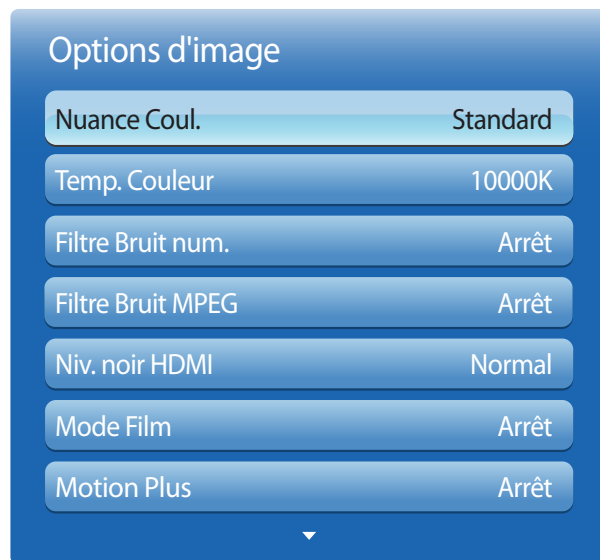 Options d'image
Nuance Coul. Standard
Temp. Couleur 10000K
Filtre Bruit num. Arrêt
Filtre Bruit MPEG Arrêt
Niv. noir HDMI Normal
Mode Film Arrêt
Motion Plus Arrêt